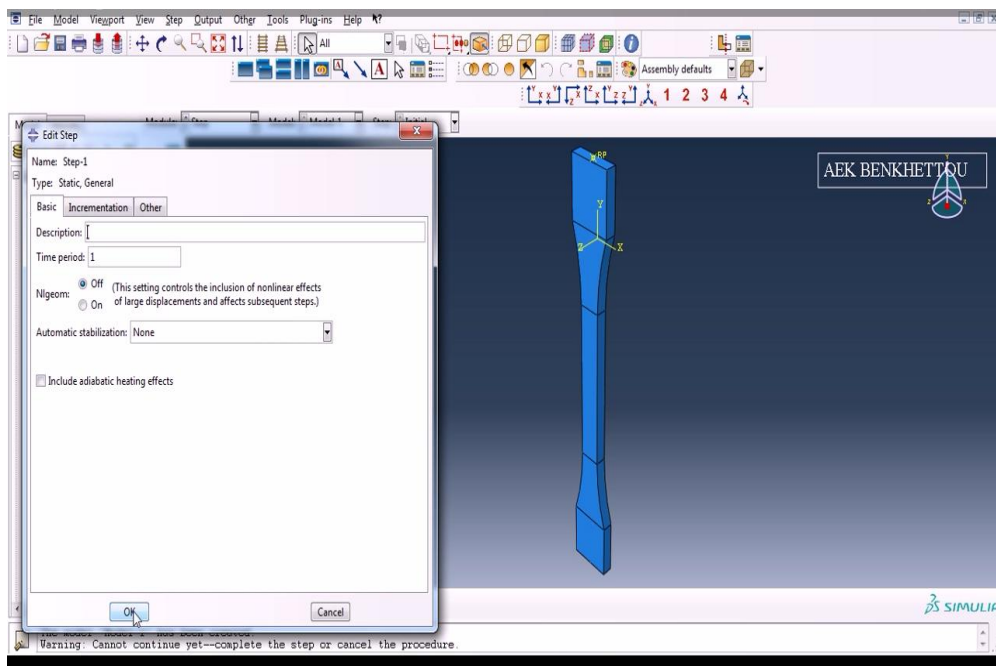 File Model Viewport View Step Output Other Tools Plug-ins Help
All
Assembly defaults
A
1 2 3 4
Edit Step
Name: Step-1
Type: Static, General
Basic Incrementation Other
Description:
Time period: 1
Nlgeom: Off (This setting controls the inclusion of nonlinear effects
On of large displacements and affects subsequent steps.)
Automatic stabilization: None
Include adiabatic heating effects
OK Cancel
RP
Y
Z X
AEK BENKHETTOU
SIMULIA
Warning: Cannot continue yet--complete the step or cancel the procedure.